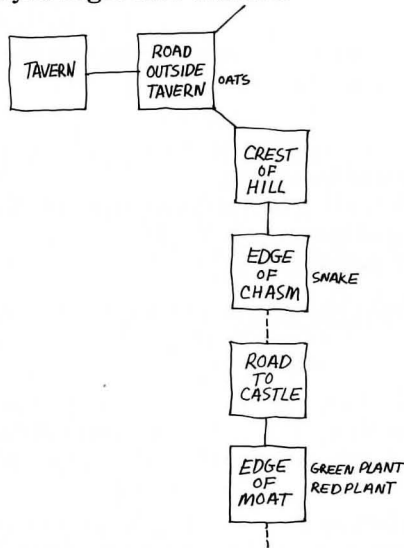 TAVERN
ROAD
OUTSIDE
TAVERN
OATS
CREST
OF
HILL
EDGE
OF
CHASM
SNAKE
ROAD
TO
CASTLE
EDGE
OF
MOAT
GREEN PLANT
RED PLANT